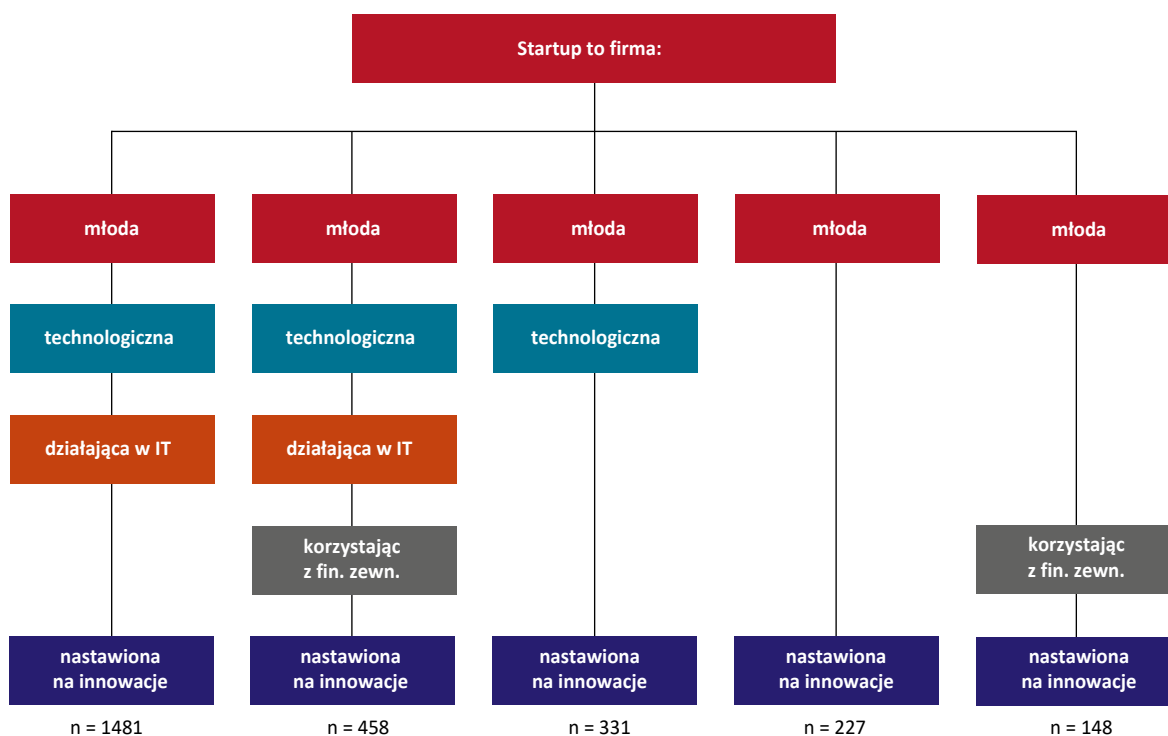 Startup to firma:
młoda
młoda
młoda
młoda
młoda
technologiczna
technologiczna
technologiczna
działająca w IT
działająca w IT
korzystając
z fin. zewn.
korzystając
z fin. zewn.
nastawiona
na innowacje
nastawiona
na innowacje
nastawiona
na innowacje
nastawiona
na innowacje
nastawiona
na innowacje
n = 1481
n = 458
n = 331
n = 227
n = 148